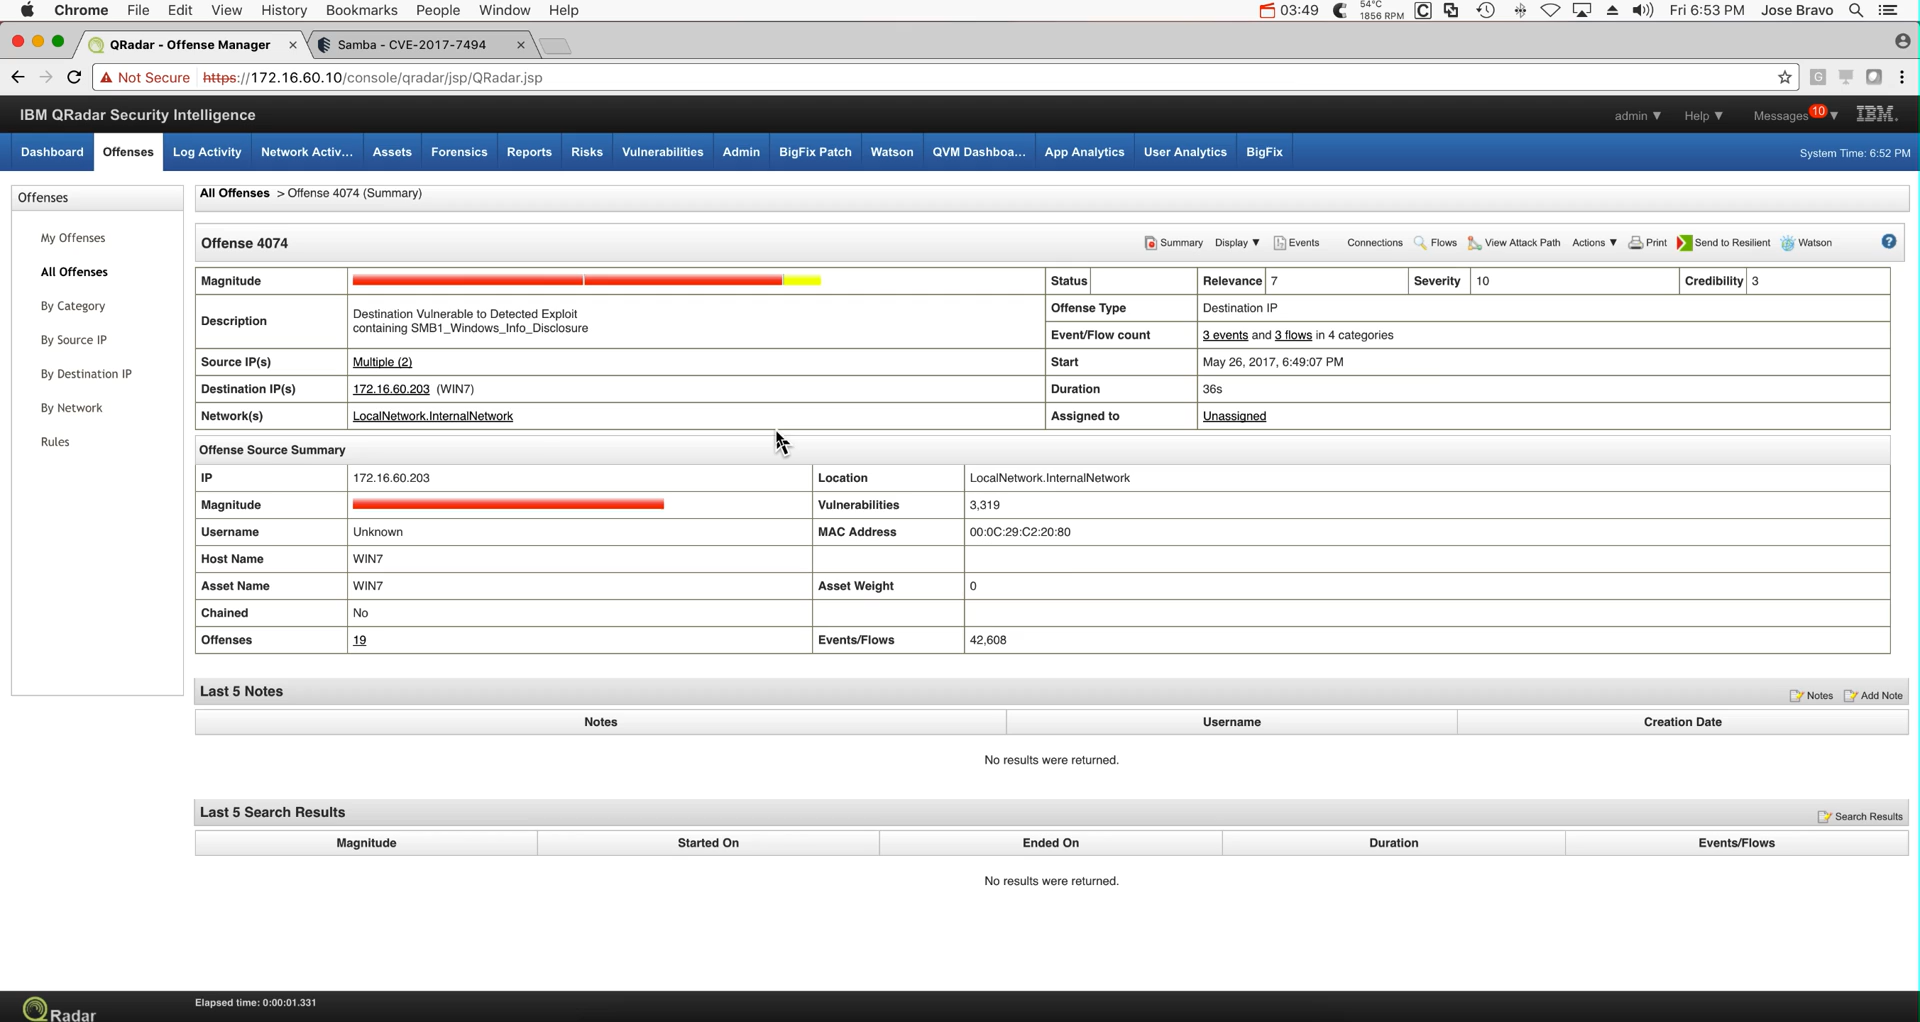 Chrome File Edit View History Bookmarks People Window Help 03:49 54°C 1856 RPM Fri 6:53 PM Jose Bravo
QRadar - Offense Manager × Samba - CVE-2017-7494 ×
Not Secure https://172.16.60.10/console/qradar/jsp/QRadar.jsp
IBM QRadar Security Intelligence admin ▼ Help ▼ Messages 10 ▼ IBM.
Dashboard Offenses Log Activity Network Activ... Assets Forensics Reports Risks Vulnerabilities Admin BigFix Patch Watson QVM Dashboa... App Analytics User Analytics BigFix System Time: 6:52 PM
Offenses
My Offenses
All Offenses
By Category
By Source IP
By Destination IP
By Network
Rules
All Offenses > Offense 4074 (Summary)
Offense 4074 Summary Display ▼ Events Connections Flows View Attack Path Actions ▼ Print Send to Resilient Watson ?
Magnitude Status Relevance 7 Severity 10 Credibility 3
Description Destination Vulnerable to Detected Exploit
containing SMB1_Windows_Info_Disclosure
Offense Type Destination IP
Event/Flow count 3 events and 3 flows in 4 categories
Source IP(s) Multiple (2) Start May 26, 2017, 6:49:07 PM
Destination IP(s) 172.16.60.203 (WIN7) Duration 36s
Network(s) LocalNetwork.InternalNetwork Assigned to Unassigned
Offense Source Summary
IP 172.16.60.203 Location LocalNetwork.InternalNetwork
Magnitude Vulnerabilities 3,319
Username Unknown MAC Address 00:0C:29:C2:20:80
Host Name WIN7
Asset Name WIN7 Asset Weight 0
Chained No
Offenses 19 Events/Flows 42,608
Last 5 Notes Notes Add Note
Notes Username Creation Date
No results were returned.
Last 5 Search Results Search Results
Magnitude Started On Ended On Duration Events/Flows
No results were returned.
QRadar Elapsed time: 0:00:01.331